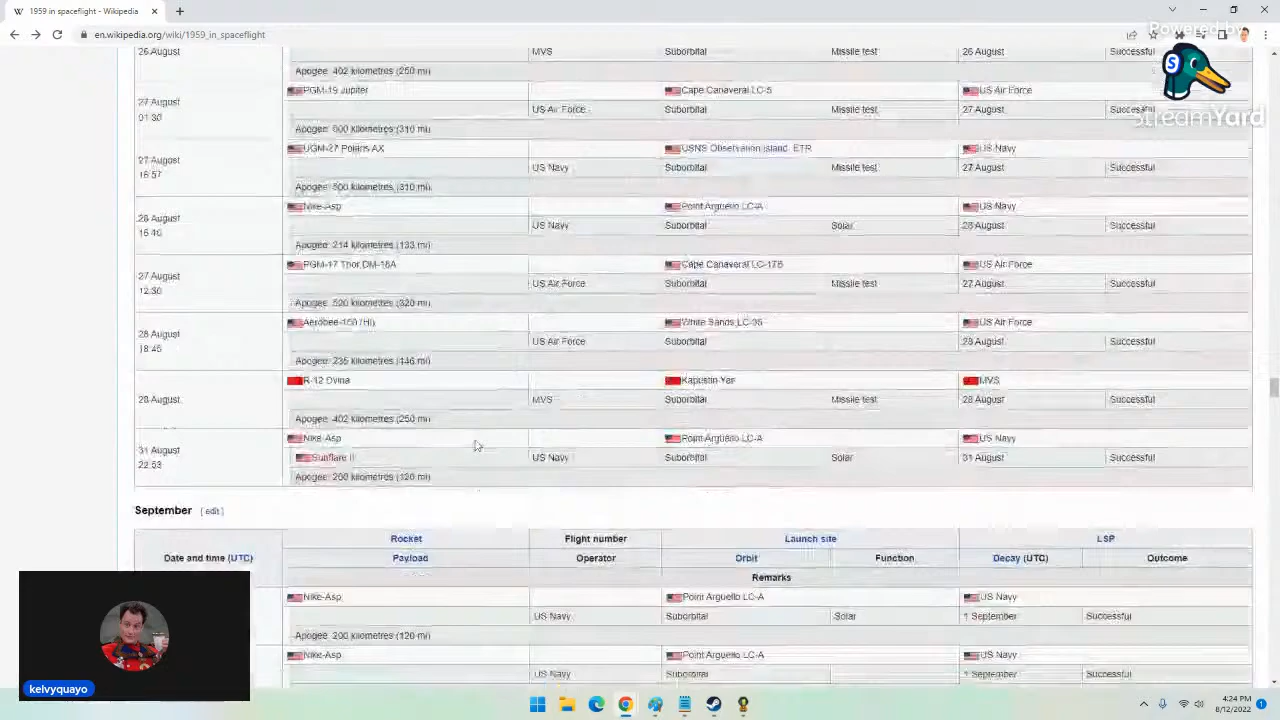 1959 in spaceflight - Wikipedia
en.wikipedia.org/wiki/1959_in_spaceflight
Powered by
StreamYard
26 August MVS Suborbital Missile test 26 August Successful
Apogee: 402 kilometres (250 mi)
27 August
01:30
PGM-19 Jupiter Cape Canaveral LC-5 US Air Force
US Air Force Suborbital Missile test 27 August Successful
Apogee: 500 kilometres (310 mi)
27 August
16:57
UGM-27 Polaris AX USNS Observation Island, ETR US Navy
US Navy Suborbital Missile test 27 August Successful
Apogee: 500 kilometres (310 mi)
Nike-Asp Point Arguello LC-A US Navy
US Navy Suborbital Solar Successful
Apogee: 214 kilometres (133 mi)
27 August
12:30
PGM-17 Thor DM-18A Cape Canaveral LC-17B US Air Force
US Air Force Suborbital Missile test 27 August Successful
Apogee: 520 kilometres (320 mi)
28 August
18:45
White Sands US Air Force
US Air Force Suborbital 28 August Successful
Apogee: 235 kilometres (146 mi)
28 August
R-12 Dvina Kapustin Yar MVS
MVS Suborbital Missile test 28 August Successful
Apogee: 402 kilometres (250 mi)
31 August
22:53
Nike-Asp Point Arguello LC-A US Navy
Sunflare II US Navy Suborbital Solar 31 August Successful
Apogee: 200 kilometres (120 mi)
September [ edit ]
Date and time (UTC)
Rocket Flight number Launch site LSP
Payload Operator Orbit Function Decay (UTC) Outcome
Remarks
Nike-Asp Point Arguello LC-A US Navy
US Navy Suborbital Solar 1 September Successful
Apogee: 200 kilometres (120 mi)
Nike-Asp Point Arguello LC-A US Navy
US Navy Suborbital 1 September Successful
kelvyquayo
4:24 PM
8/12/2022